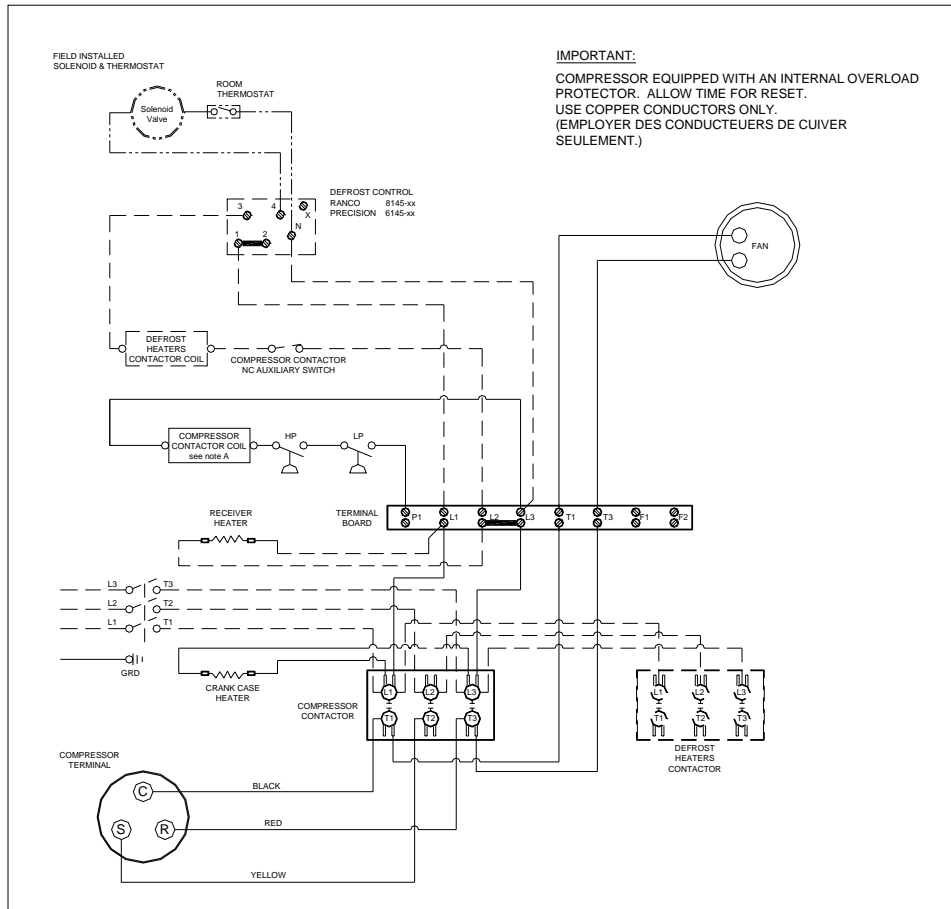 FIELD INSTALLED
SOLENOID & THERMOSTAT
ROOM
THERMOSTAT
Solenoid
Valve
IMPORTANT:
COMPRESSOR EQUIPPED WITH AN INTERNAL OVERLOAD
PROTECTOR. ALLOW TIME FOR RESET.
USE COPPER CONDUCTORS ONLY.
(EMPLOYER DES CONDUCTEUERS DE CUIVER
SEULEMENT.)
DEFROST CONTROL
RANCO 8145-xx
PRECISION 6145-xx
3 4 X
N
1 2
FAN
DEFROST
HEATERS
CONTACTOR COIL
COMPRESSOR CONTACTOR
NC AUXILIARY SWITCH
COMPRESSOR
CONTACTOR COIL
see note A
HP LP
RECEIVER
HEATER
TERMINAL
BOARD
P1 L1 L2 L3 T1 T3 F1 F2
L3 T3
L2 T2
L1 T1
GRD
CRANK CASE
HEATER
COMPRESSOR
CONTACTOR
L1 L2 L3
T1 T2 T3
L1 L2 L3
T1 T2 T3
DEFROST
HEATERS
CONTACTOR
COMPRESSOR
TERMINAL
C
S R
BLACK
RED
YELLOW